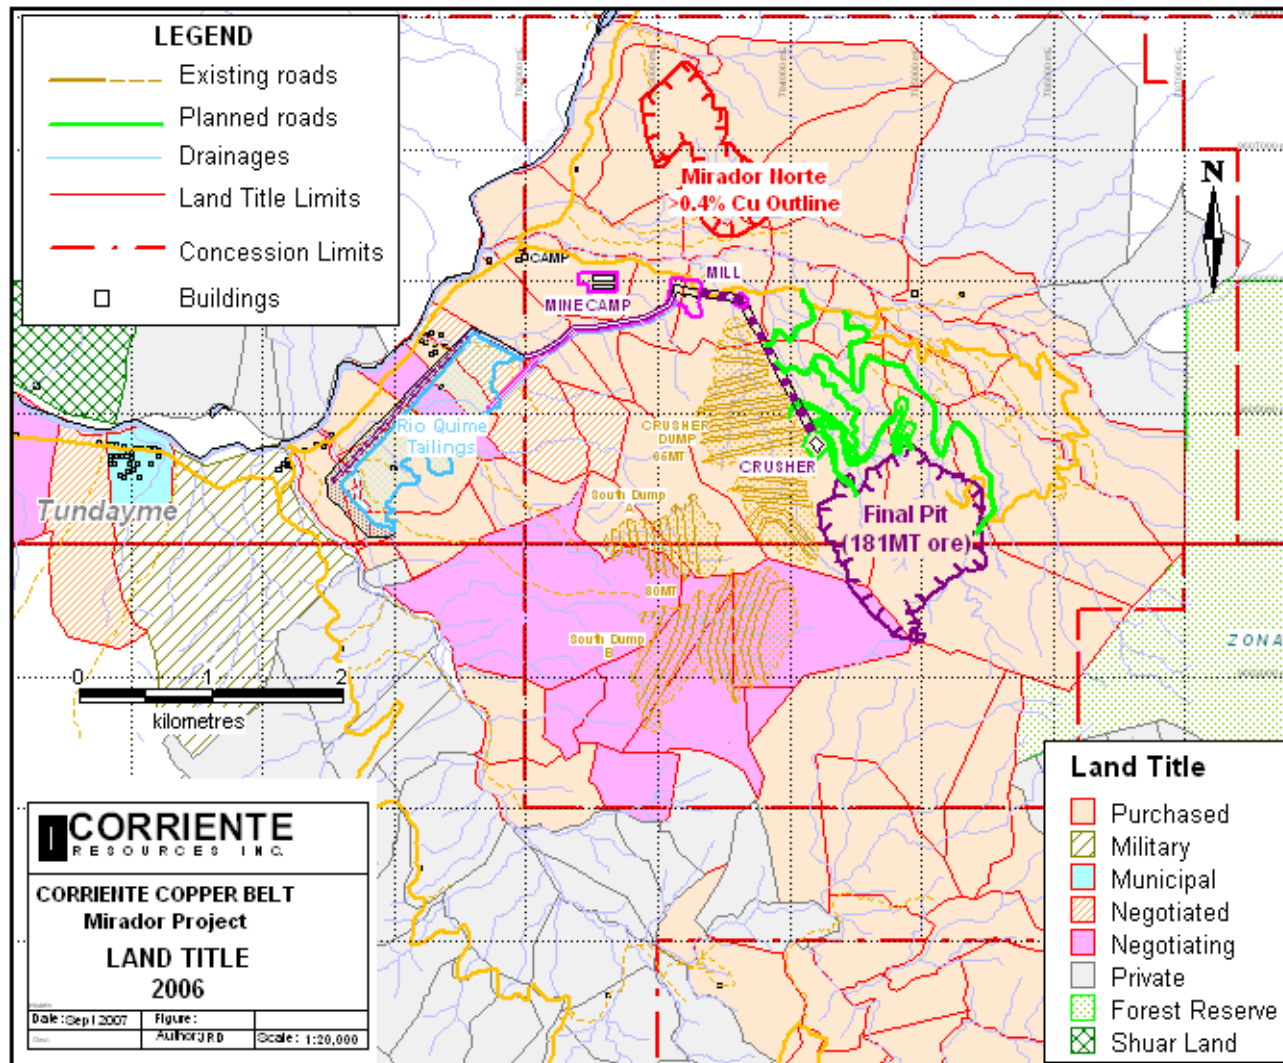 LEGEND
Existing roads
Planned roads
Drainages
Land Title Limits
Concession Limits
Buildings
N
Mirador Norte
>0.4% Cu Outline
CAMP
MILL
MINE CAMP
Rio Quime
Tailings
CRUSHER
DUMP
65MT
CRUSHER
South Dump
A
Final Pit
(181MT ore)
Tundayme
80MT
South Dump
B
ZONA
0 1 2
kilometres
CORRIENTE
RESOURCES INC.
CORRIENTE COPPER BELT
Mirador Project
LAND TITLE
2006
Date: Sep 1 2007
Figure:
Author: JRD
Scale: 1:20,000
Land Title
Purchased
Military
Municipal
Negotiated
Negotiating
Private
Forest Reserve
Shuar Land